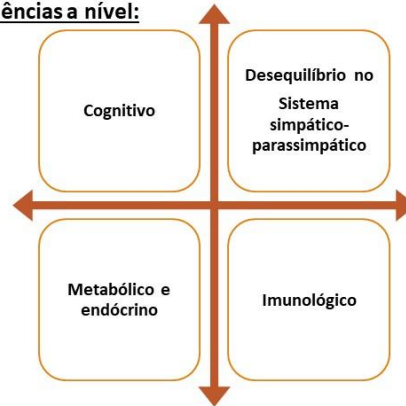 ências a nível:
Cognitivo
Desequilíbrio no
Sistema
simpático-
parassimpático
Metabólico e
endócrino
Imunológico